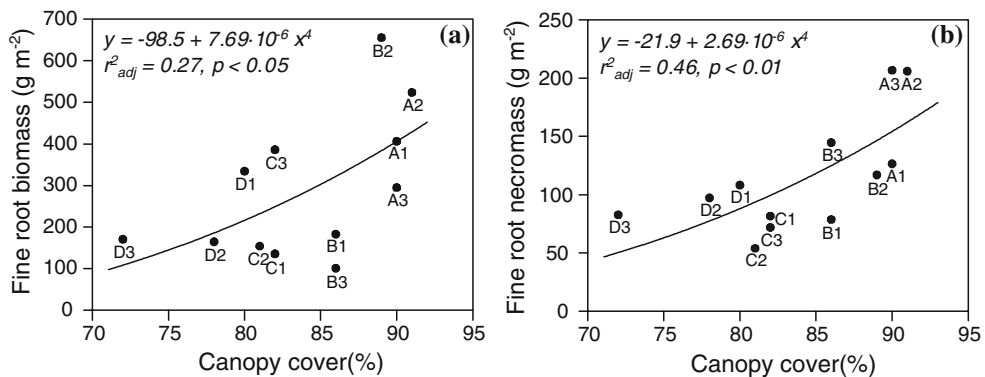 (a)
y = -98.5 + 7.69·10⁻⁶ x⁴
r²adj = 0.27, p < 0.05
Fine root biomass (g m⁻²)
700
600
500
400
300
200
100
0
B2
A2
A1
C3
D1
A3
D3
D2
C2
C1
B1
B3
70 75 80 85 90 95
Canopy cover(%)
(b)
y = -21.9 + 2.69·10⁻⁶ x⁴
r²adj = 0.46, p < 0.01
Fine root necromass (g m⁻²)
250
200
150
100
50
0
A3 A2
B3
A1
B2
D1
D2
D3
C1
C3
B1
C2
70 75 80 85 90 95
Canopy cover(%)